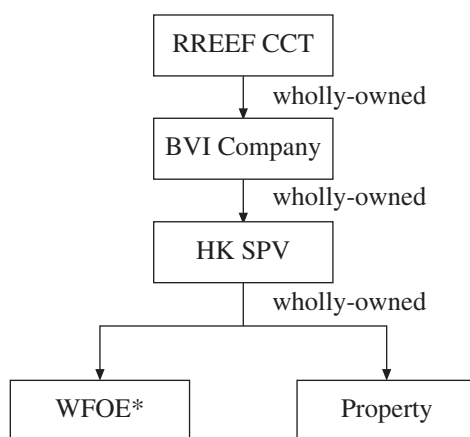 RREEF CCT
wholly-owned
BVI Company
wholly-owned
HK SPV
wholly-owned
WFOE*
Property